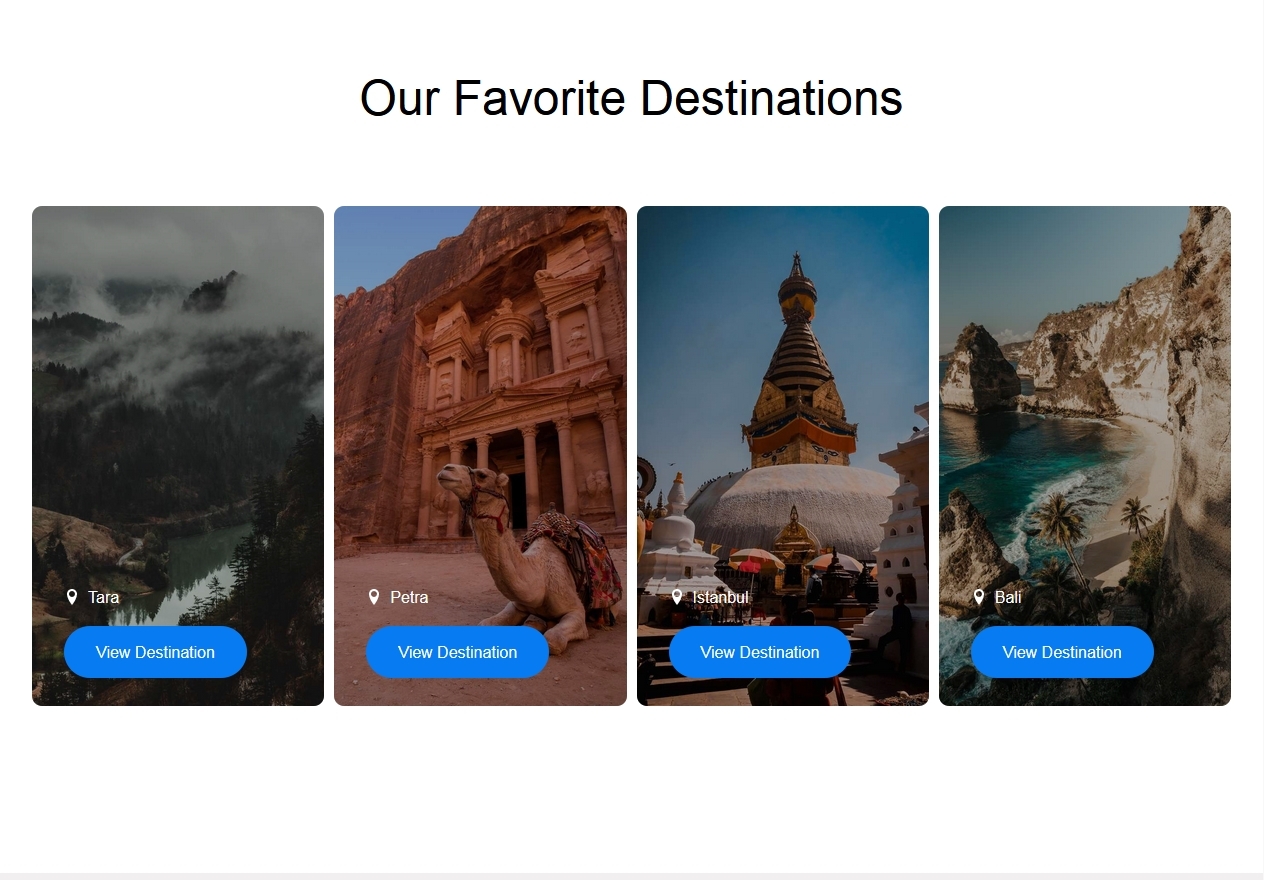 Our Favorite Destinations
Tara
View Destination
Petra
View Destination
Istanbul
View Destination
Bali
View Destination